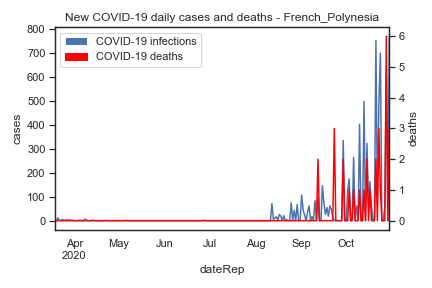 New COVID-19 daily cases and deaths - French_Polynesia
COVID-19 infections
COVID-19 deaths
800
700
600
500
400
300
200
100
0
cases
6
5
4
3
2
1
0
deaths
Apr May Jun Jul Aug Sep Oct
2020
dateRep